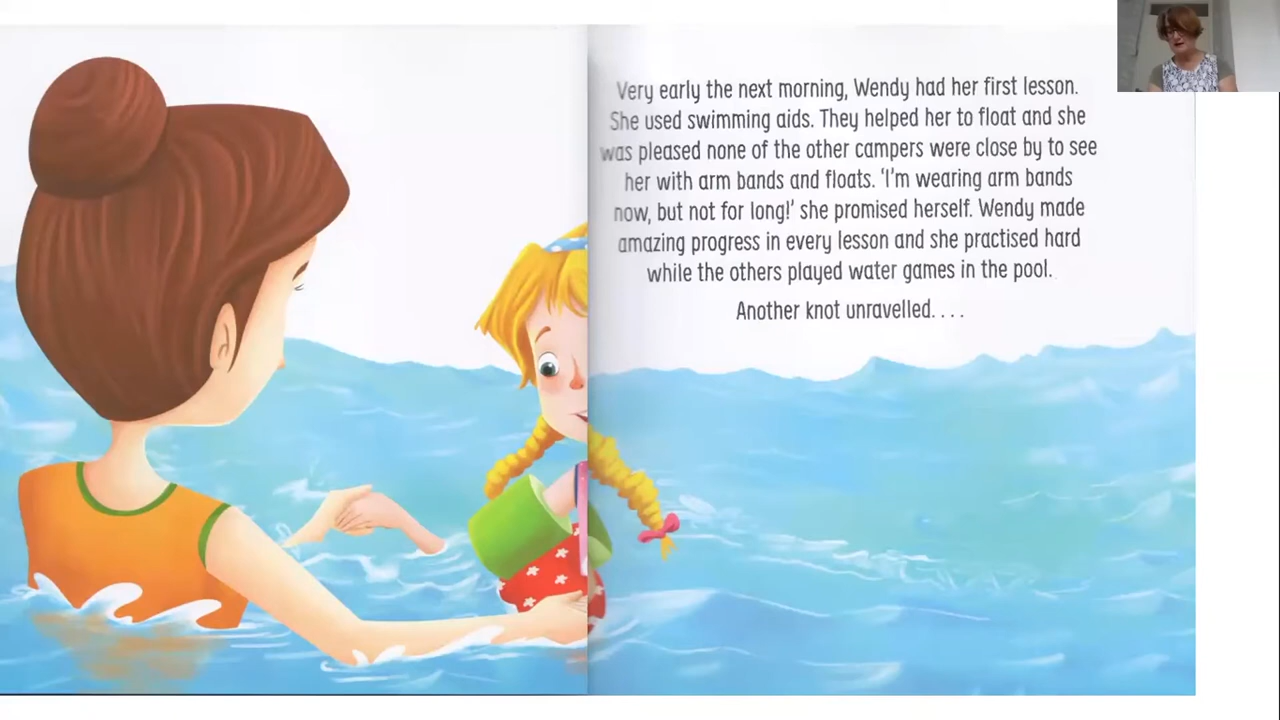 Very early the next morning, Wendy had her first lesson.
She used swimming aids. They helped her to float and she
was pleased none of the other campers were close by to see
her with arm bands and floats. 'I'm wearing arm bands
now, but not for long!' she promised herself. Wendy made
amazing progress in every lesson and she practised hard
while the others played water games in the pool.
Another knot unravelled. . . .